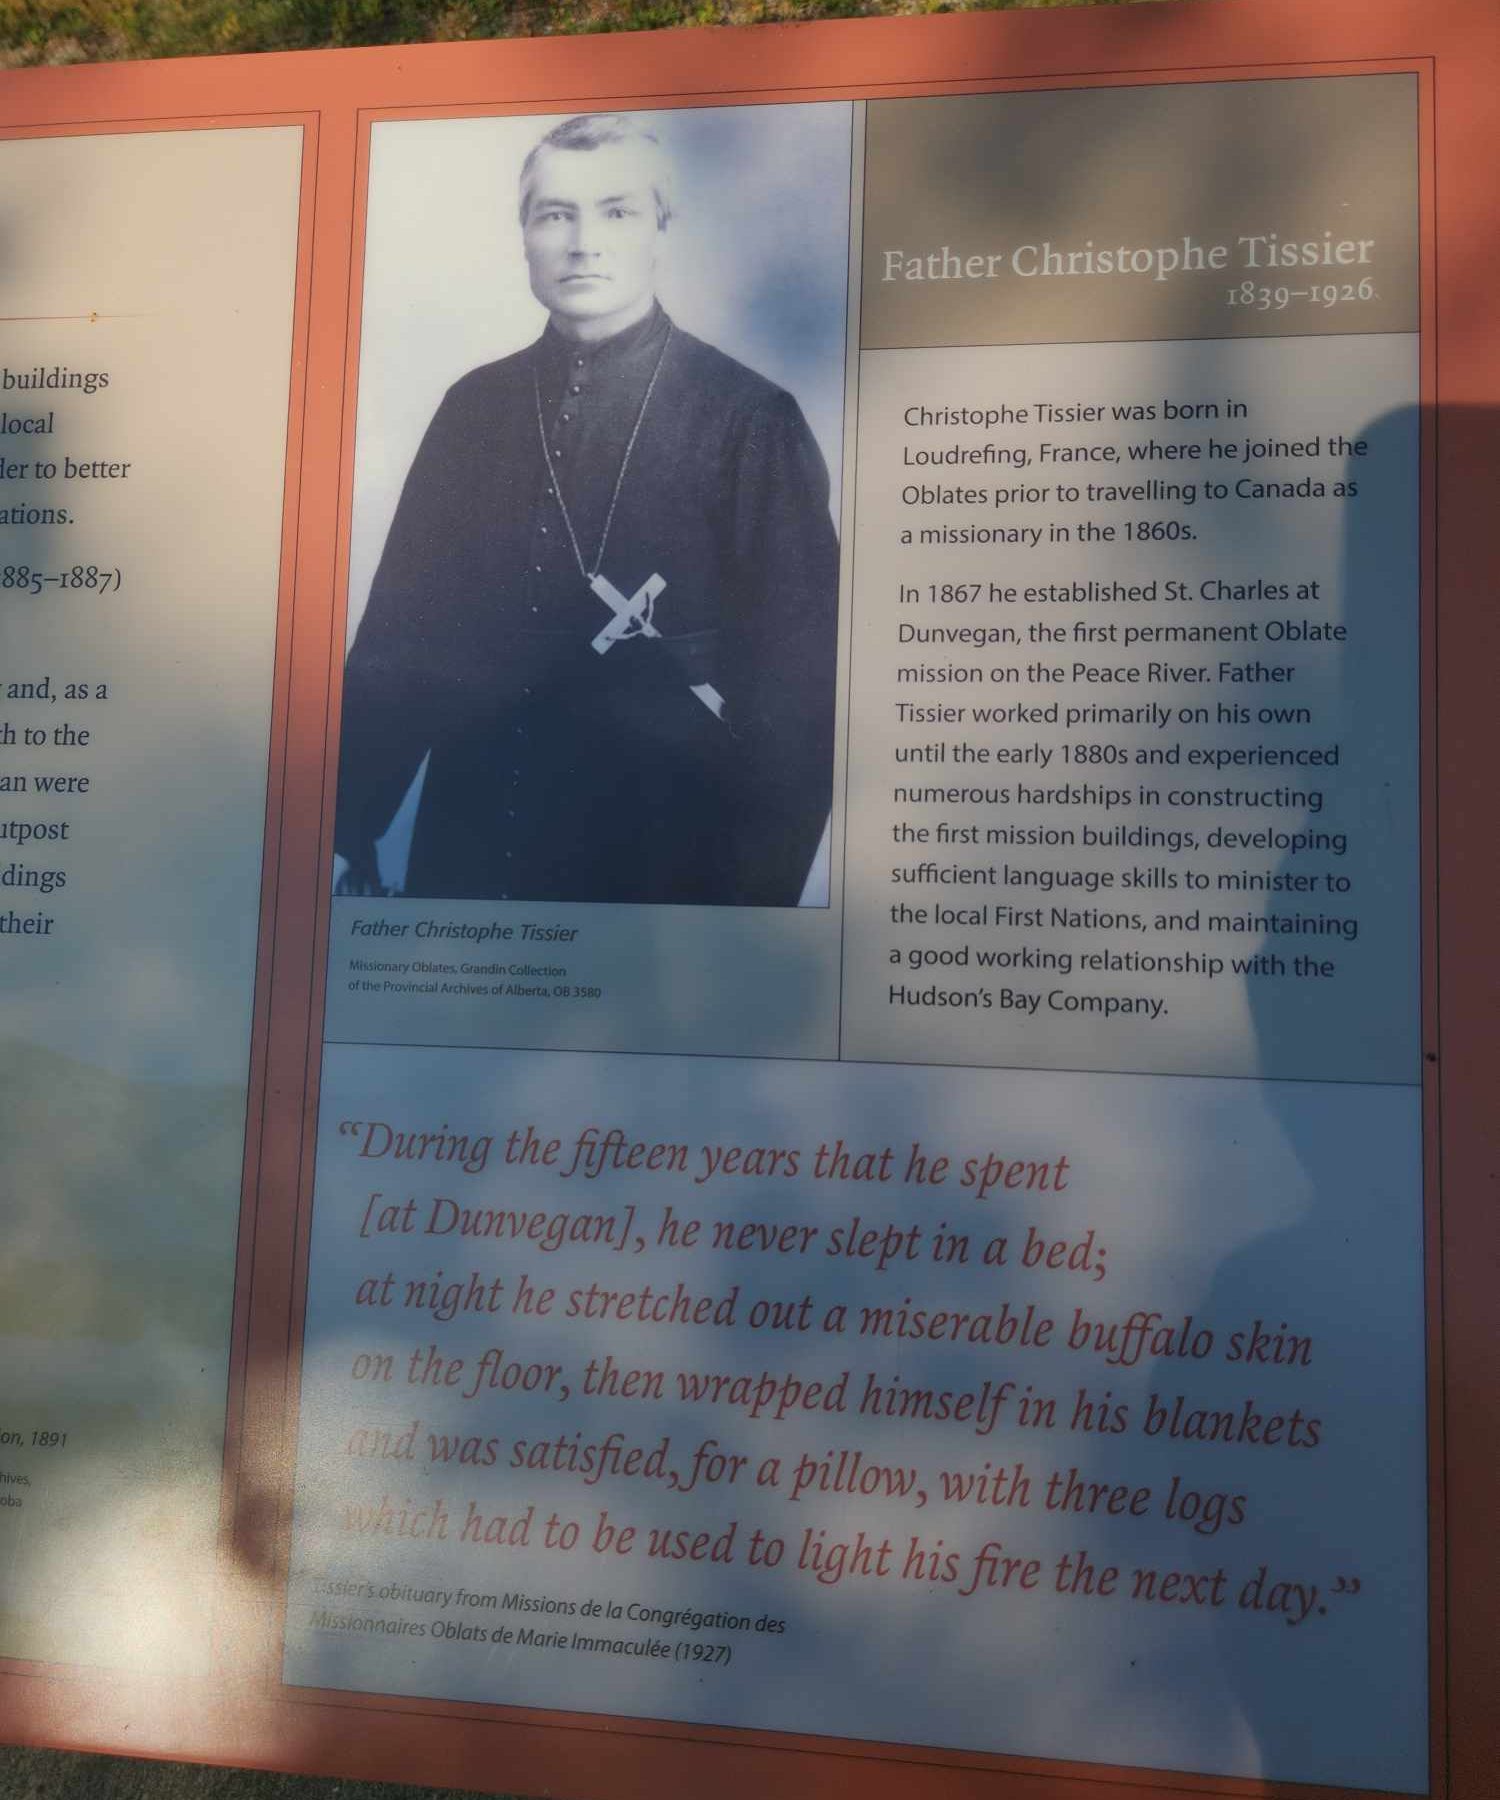 buildings
local
to better
885–1887)
and, as a
to the
were
their
1891
Father Christophe Tissier
1839–1926
Christophe Tissier was born in
Loudrefing, France, where he joined the
Oblates prior to travelling to Canada as
a missionary in the 1860s.
In 1867 he established St. Charles at
Dunvegan, the first permanent Oblate
mission on the Peace River. Father
Tissier worked primarily on his own
until the early 1880s and experienced
numerous hardships in constructing
the first mission buildings, developing
sufficient language skills to minister to
the local First Nations, and maintaining
a good working relationship with the
Hudson's Bay Company.
Father Christophe Tissier
Missionary Oblates, Grandin Collection
of the Provincial Archives of Alberta, OB 3580
“During the fifteen years that he spent
[at Dunvegan], he never slept in a bed;
at night he stretched out a miserable buffalo skin
on the floor, then wrapped himself in his blankets
and was satisfied, for a pillow, with three logs
which had to be used to light his fire the next day.”
Tissier's obituary from Missions de la Congrégation des
Missionnaires Oblats de Marie Immaculée (1927)